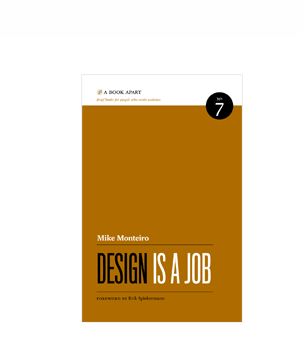 A BOOK APART
Brief books for people who make websites
No
7
Mike Monteiro
DESIGN IS A JOB
FOREWORD BY Erik Spiekermann